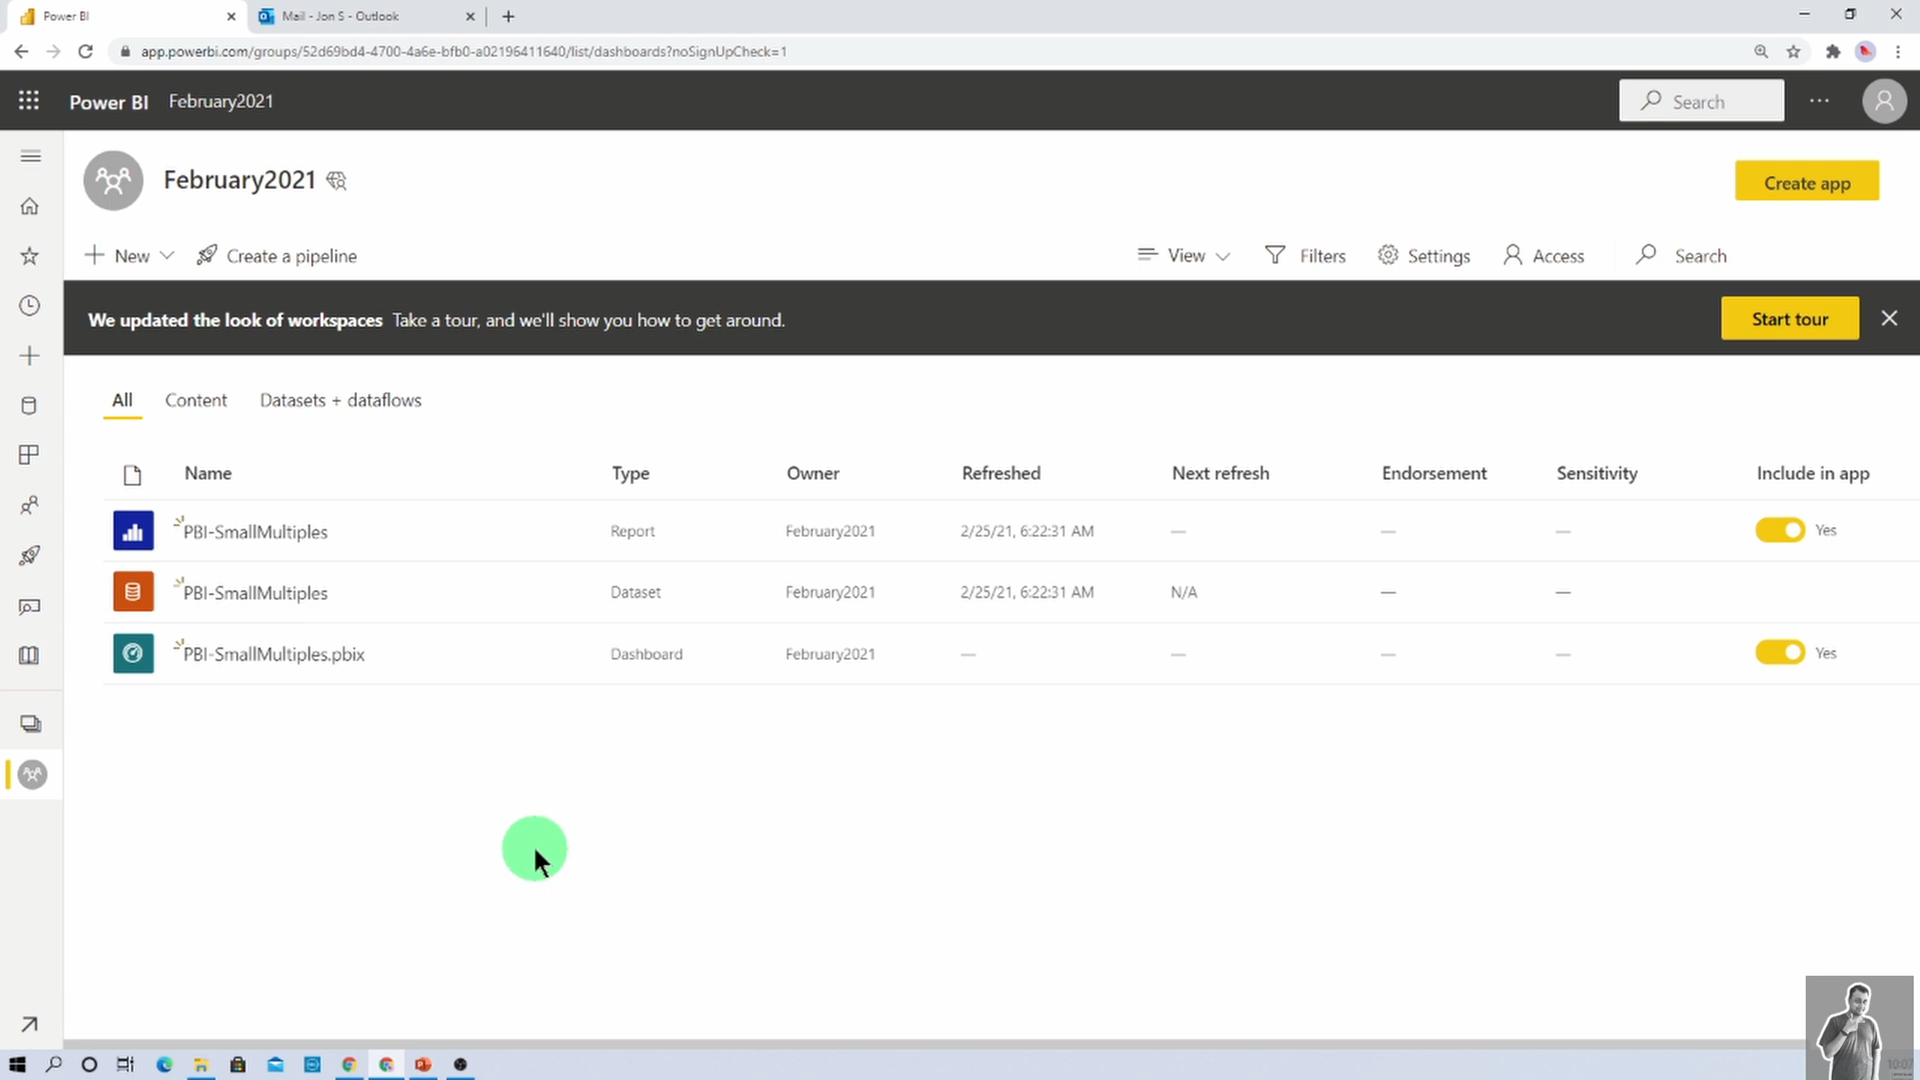 Power BI
Mail - Jon S - Outlook
app.powerbi.com/groups/52d69bd4-4700-4a6e-bfb0-a02196411640/list/dashboards?noSignUpCheck=1
Power BI February2021 Search
February2021 Create app
New Create a pipeline View Filters Settings Access Search
We updated the look of workspaces Take a tour, and we'll show you how to get around. Start tour
All Content Datasets + dataflows
Name Type Owner Refreshed Next refresh Endorsement Sensitivity Include in app
PBI-SmallMultiples Report February2021 2/25/21, 6:22:31 AM — — — Yes
PBI-SmallMultiples Dataset February2021 2/25/21, 6:22:31 AM N/A — —
PBI-SmallMultiples.pbix Dashboard February2021 — — — — Yes
10:07